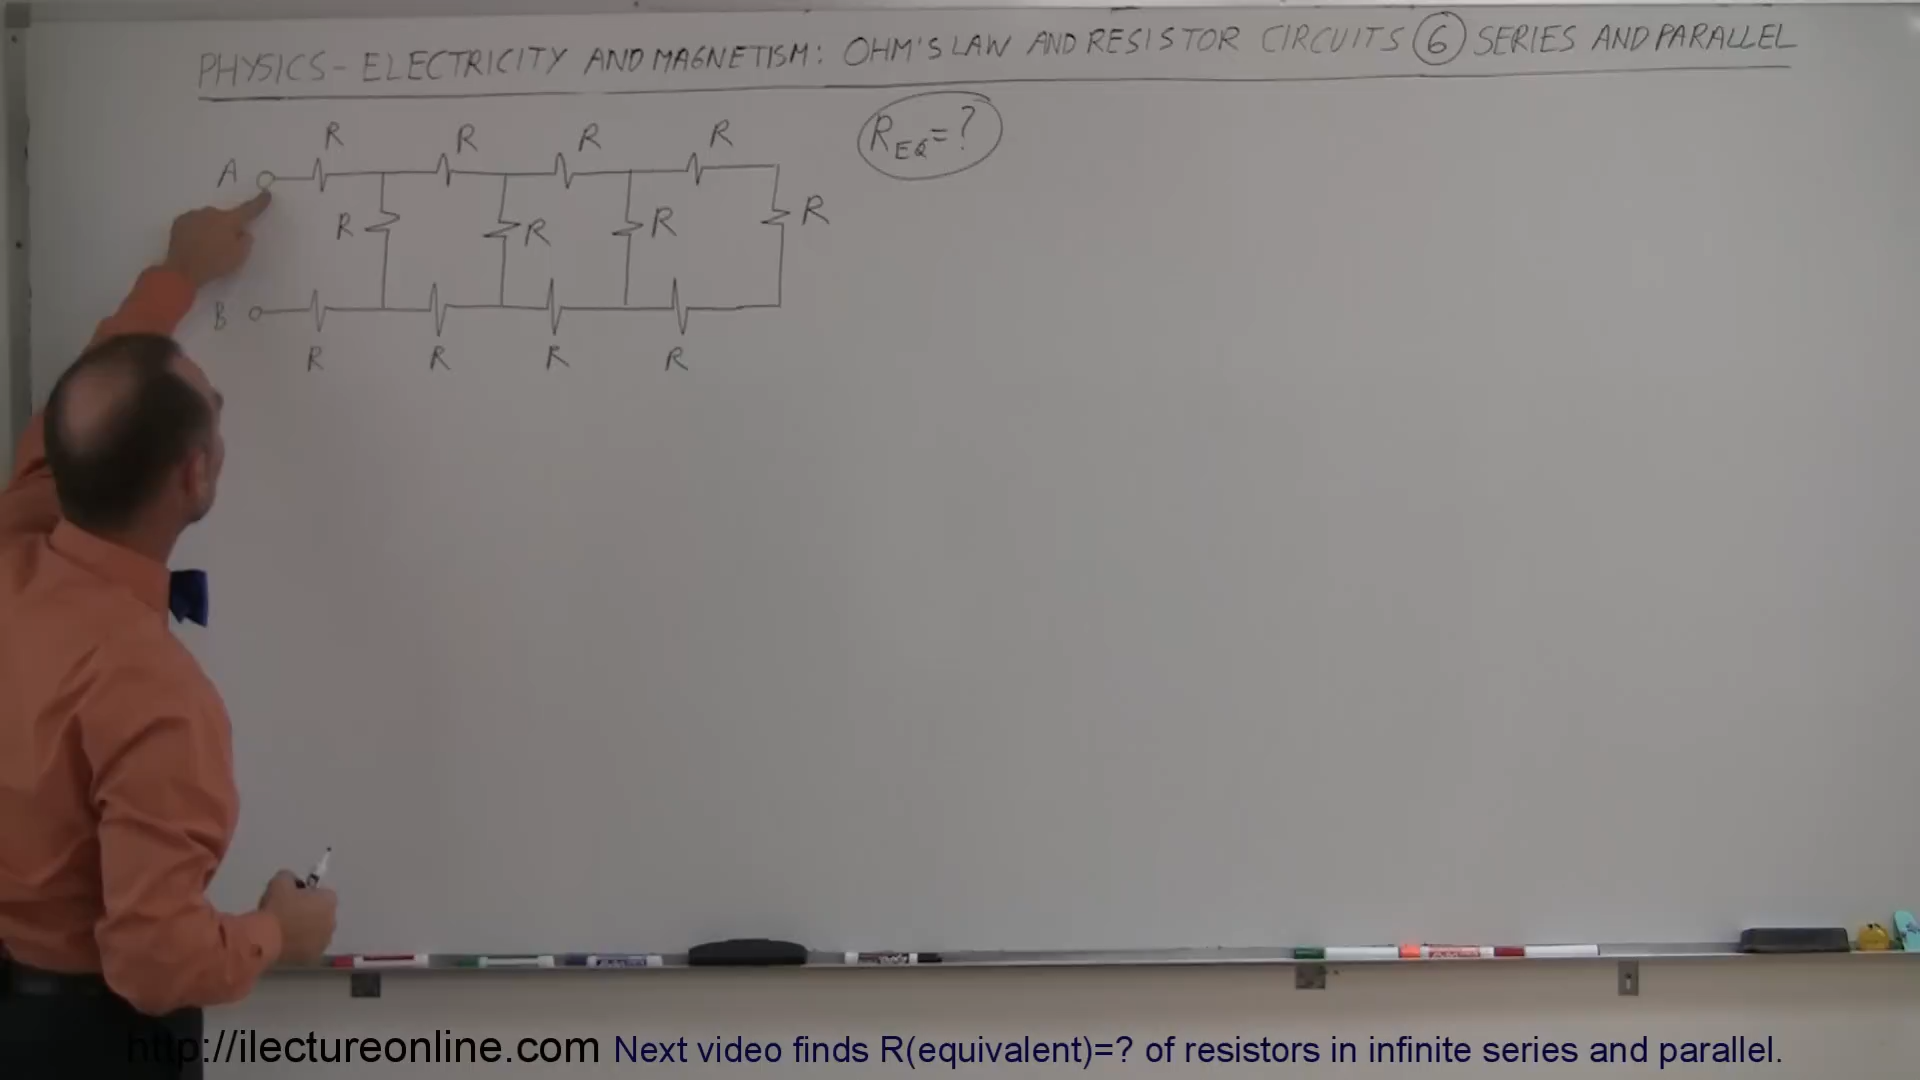 PHYSICS- ELECTRICITY AND MAGNETISM: OHM'S LAW AND RESISTOR CIRCUITS 6 SERIES AND PARALLEL
REQ=?
R R R R
A
R R R R
B
R R R R
http://ilectureonline.com Next video finds R(equivalent)=? of resistors in infinite series and parallel.